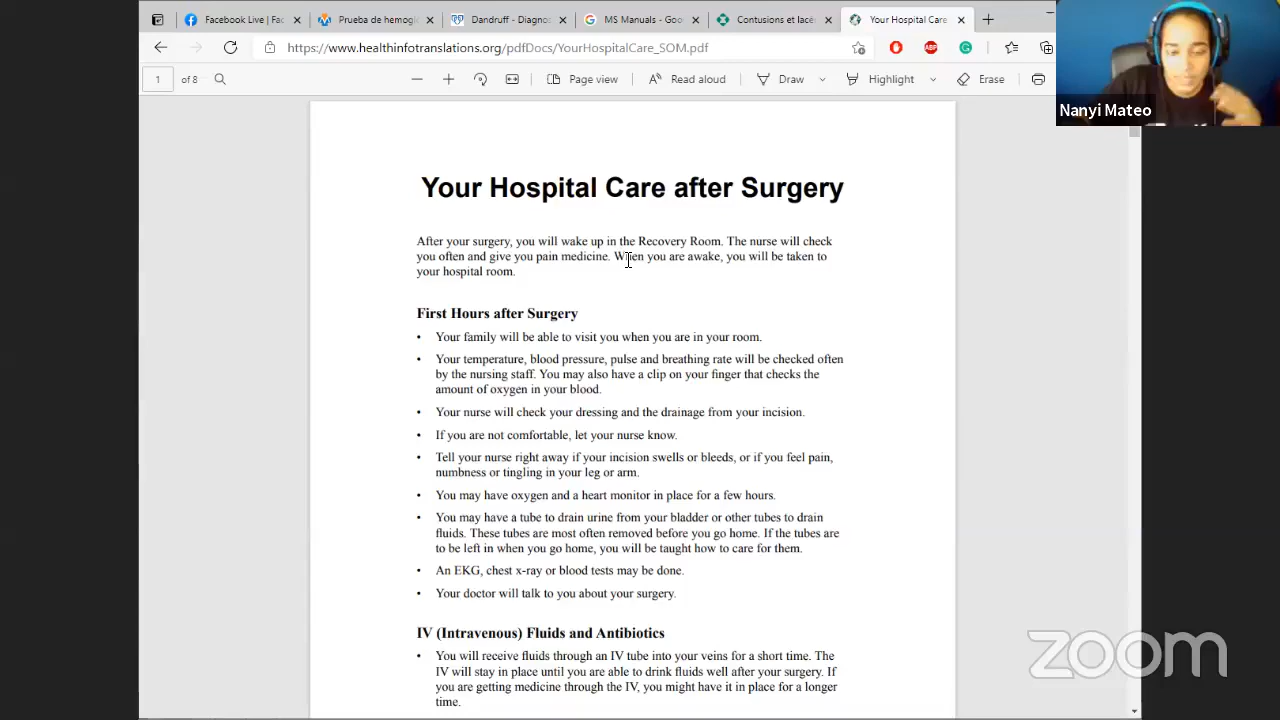 Facebook Live | Fac
Prueba de hemogl
Dandruff - Diagnos
MS Manuals - Goo
Contusions et lacé
Your Hospital Care
https://www.healthinfotranslations.org/pdfDocs/YourHospitalCare_SOM.pdf
1 of 8
Page view
Read aloud
Draw
Highlight
Erase
Nanyi Mateo
Your Hospital Care after Surgery
After your surgery, you will wake up in the Recovery Room. The nurse will check
you often and give you pain medicine. When you are awake, you will be taken to
your hospital room.
First Hours after Surgery
• Your family will be able to visit you when you are in your room.
• Your temperature, blood pressure, pulse and breathing rate will be checked often
by the nursing staff. You may also have a clip on your finger that checks the
amount of oxygen in your blood.
• Your nurse will check your dressing and the drainage from your incision.
• If you are not comfortable, let your nurse know.
• Tell your nurse right away if your incision swells or bleeds, or if you feel pain,
numbness or tingling in your leg or arm.
• You may have oxygen and a heart monitor in place for a few hours.
• You may have a tube to drain urine from your bladder or other tubes to drain
fluids. These tubes are most often removed before you go home. If the tubes are
to be left in when you go home, you will be taught how to care for them.
• An EKG, chest x-ray or blood tests may be done.
• Your doctor will talk to you about your surgery.
IV (Intravenous) Fluids and Antibiotics
• You will receive fluids through an IV tube into your veins for a short time. The
IV will stay in place until you are able to drink fluids well after your surgery. If
you are getting medicine through the IV, you might have it in place for a longer
time.
zoom